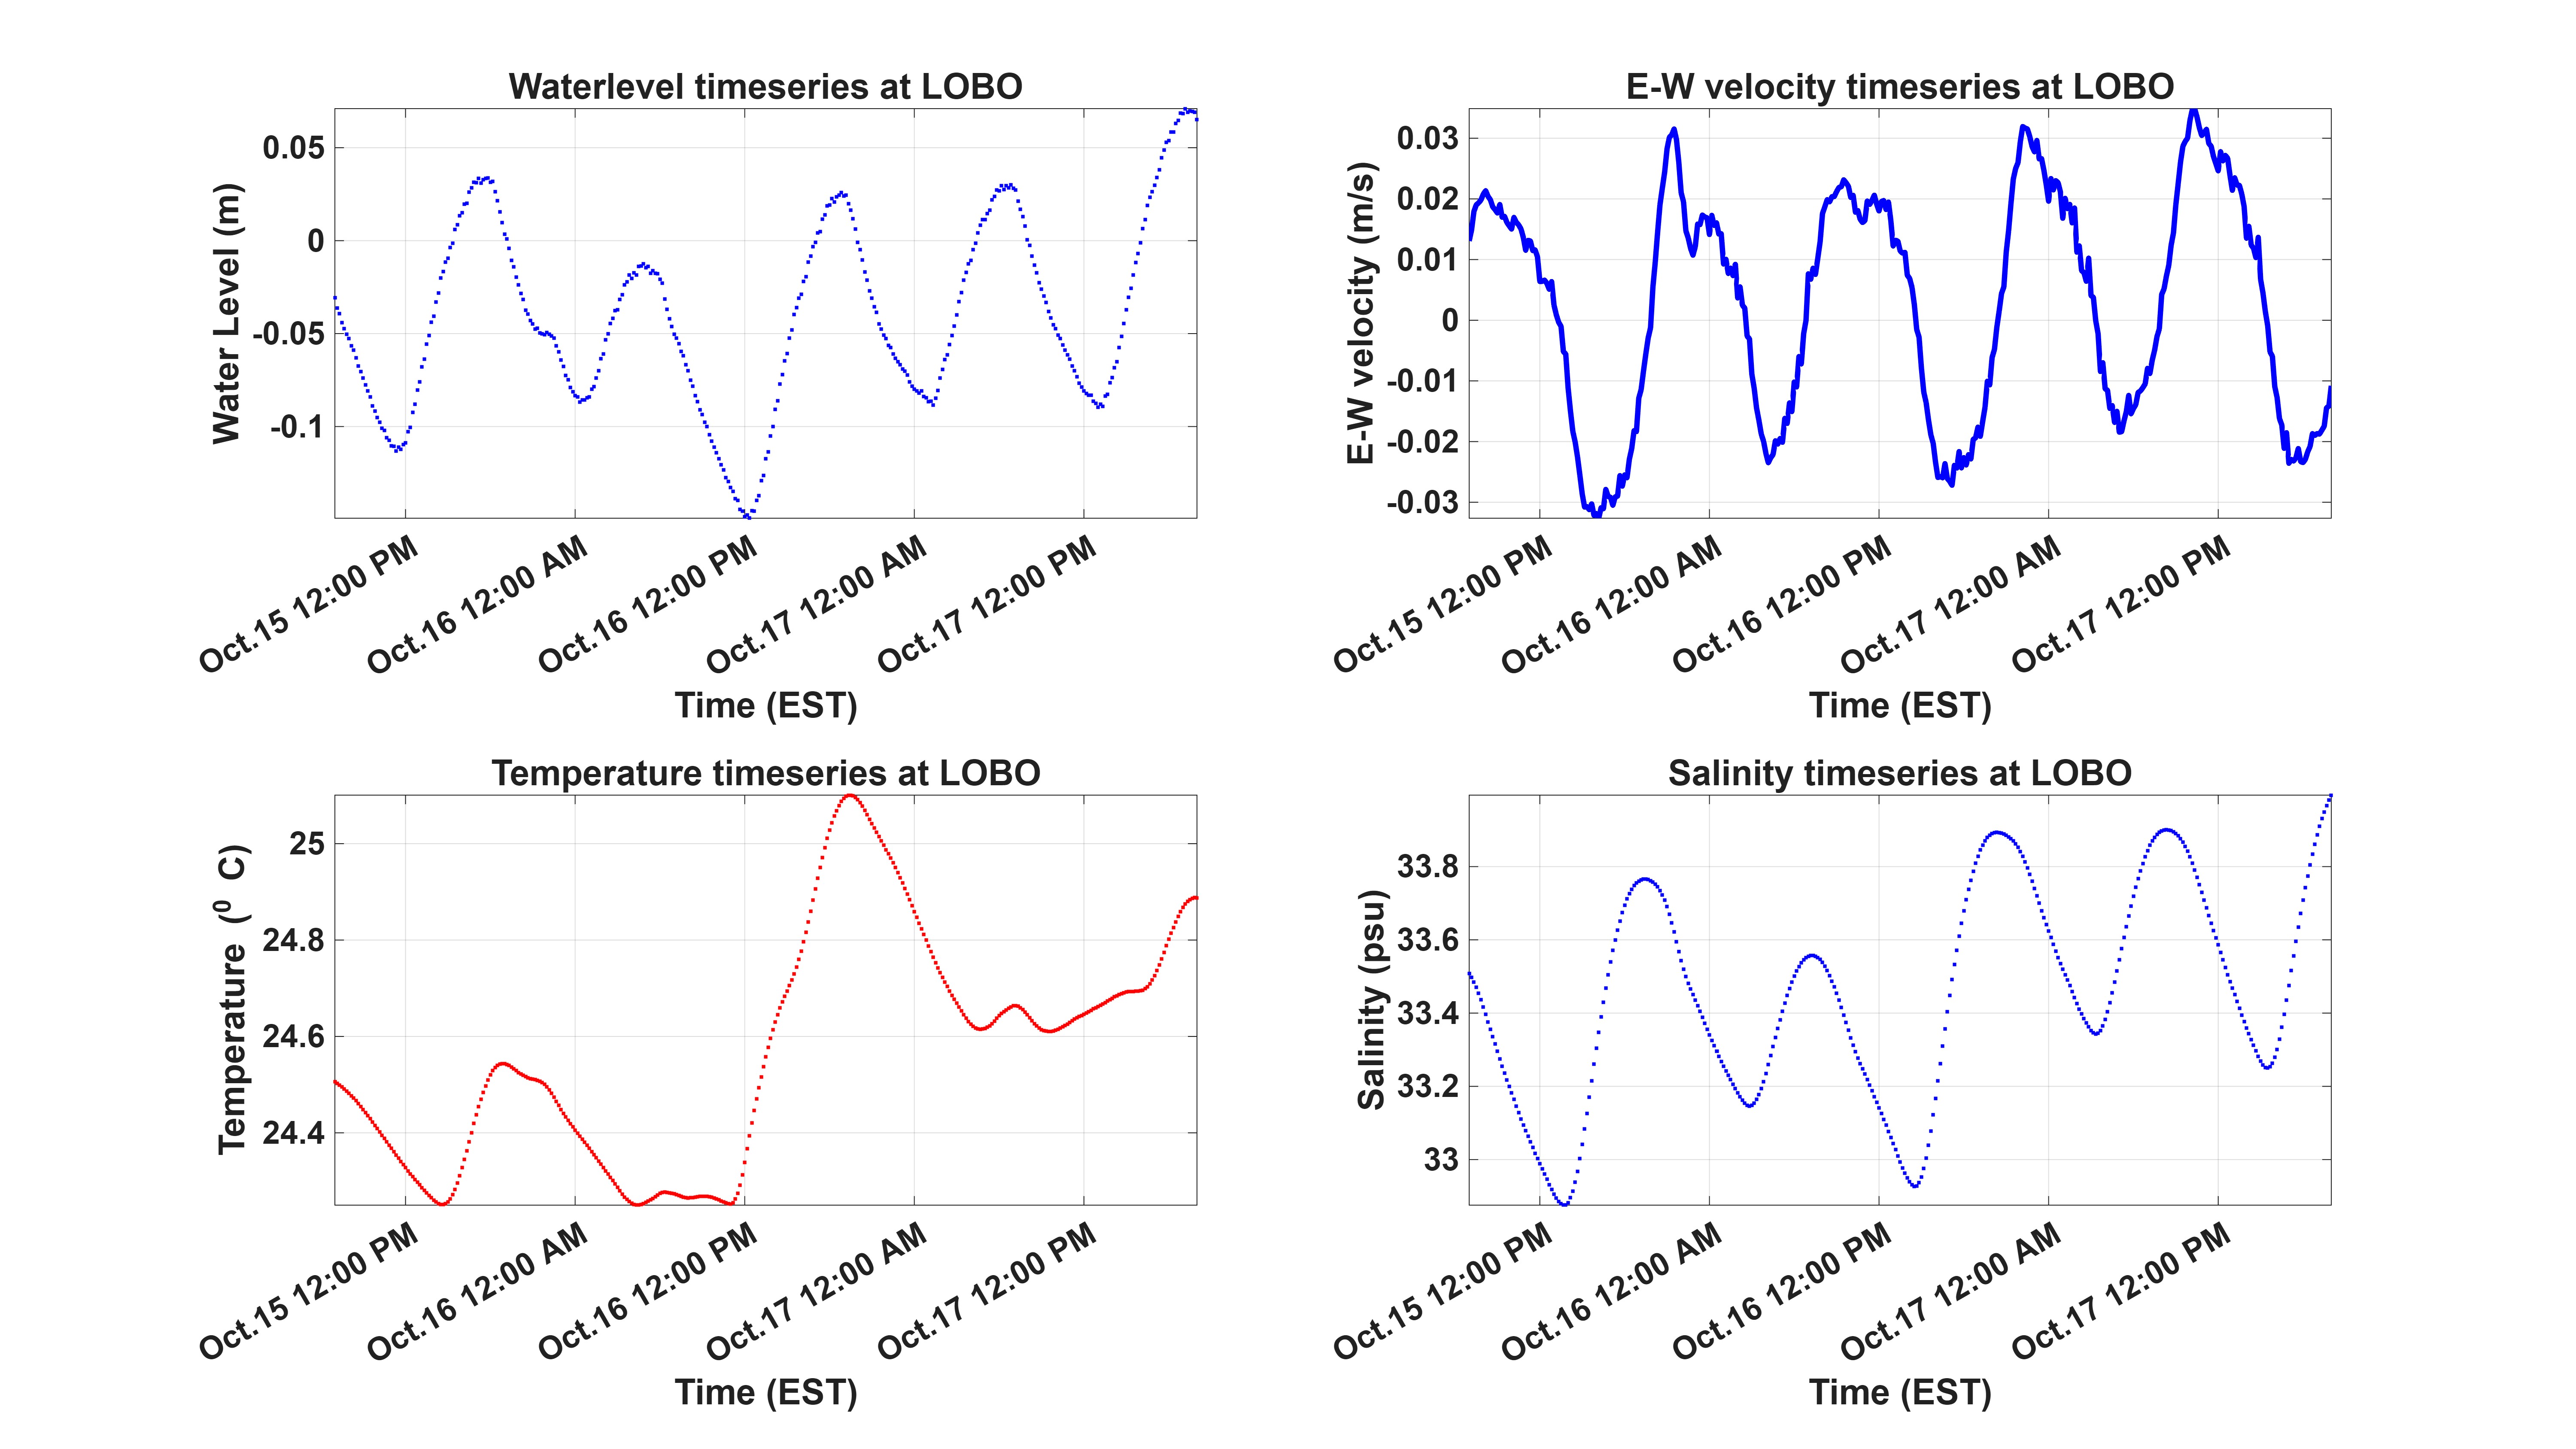 Waterlevel timeseries at LOBO
Water Level (m)
0.05
0
-0.05
-0.1
Oct.15 12:00 PM
Oct.16 12:00 AM
Oct.16 12:00 PM
Oct.17 12:00 AM
Oct.17 12:00 PM
Time (EST)
E-W velocity timeseries at LOBO
E-W velocity (m/s)
0.03
0.02
0.01
0
-0.01
-0.02
-0.03
Oct.15 12:00 PM
Oct.16 12:00 AM
Oct.16 12:00 PM
Oct.17 12:00 AM
Oct.17 12:00 PM
Time (EST)
Temperature timeseries at LOBO
Temperature (⁰ C)
25
24.8
24.6
24.4
Oct.15 12:00 PM
Oct.16 12:00 AM
Oct.16 12:00 PM
Oct.17 12:00 AM
Oct.17 12:00 PM
Time (EST)
Salinity timeseries at LOBO
Salinity (psu)
33.8
33.6
33.4
33.2
33
Oct.15 12:00 PM
Oct.16 12:00 AM
Oct.16 12:00 PM
Oct.17 12:00 AM
Oct.17 12:00 PM
Time (EST)